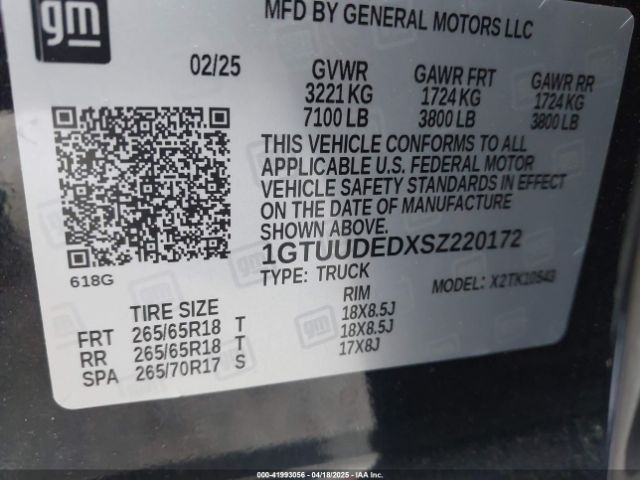 gm
MFD BY GENERAL MOTORS LLC
02/25 GVWR GAWR FRT GAWR RR
3221 KG 1724 KG 1724 KG
7100 LB 3800 LB 3800 LB
THIS VEHICLE CONFORMS TO ALL
APPLICABLE U.S. FEDERAL MOTOR
VEHICLE SAFETY STANDARDS IN EFFECT
ON THE DATE OF MANUFACTURE
SHOWN ABOVE.
1GTUUDEDXSZ220172
618G
TYPE: TRUCK MODEL: X2TK10543
TIRE SIZE RIM
FRT 265/65R18 T 18X8.5J
RR 265/65R18 T 18X8.5J
SPA 265/70R17 S 17X8J
000-41993056 - 04/18/2025 - IAAI.COM